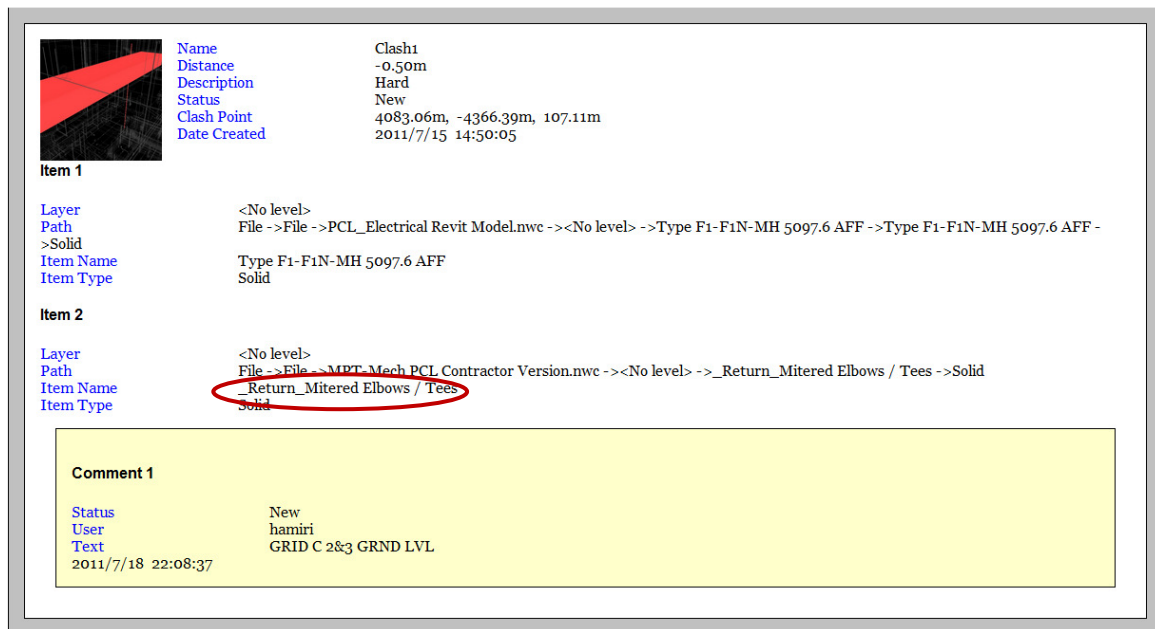 Name Clash1
Distance -0.50m
Description Hard
Status New
Clash Point 4083.06m, -4366.39m, 107.11m
Date Created 2011/7/15 14:50:05
Item 1
Layer <No level>
Path File ->File ->PCL_Electrical Revit Model.nwc -><No level> ->Type F1-F1N-MH 5097.6 AFF ->Type F1-F1N-MH 5097.6 AFF -
>Solid
Item Name Type F1-F1N-MH 5097.6 AFF
Item Type Solid
Item 2
Layer <No level>
Path File ->File ->MPT-Mech PCL Contractor Version.nwc -><No level> ->_Return_Mitered Elbows / Tees ->Solid
Item Name _Return_Mitered Elbows / Tees
Item Type Solid
Comment 1
Status New
User hamiri
Text GRID C 2&3 GRND LVL
2011/7/18 22:08:37